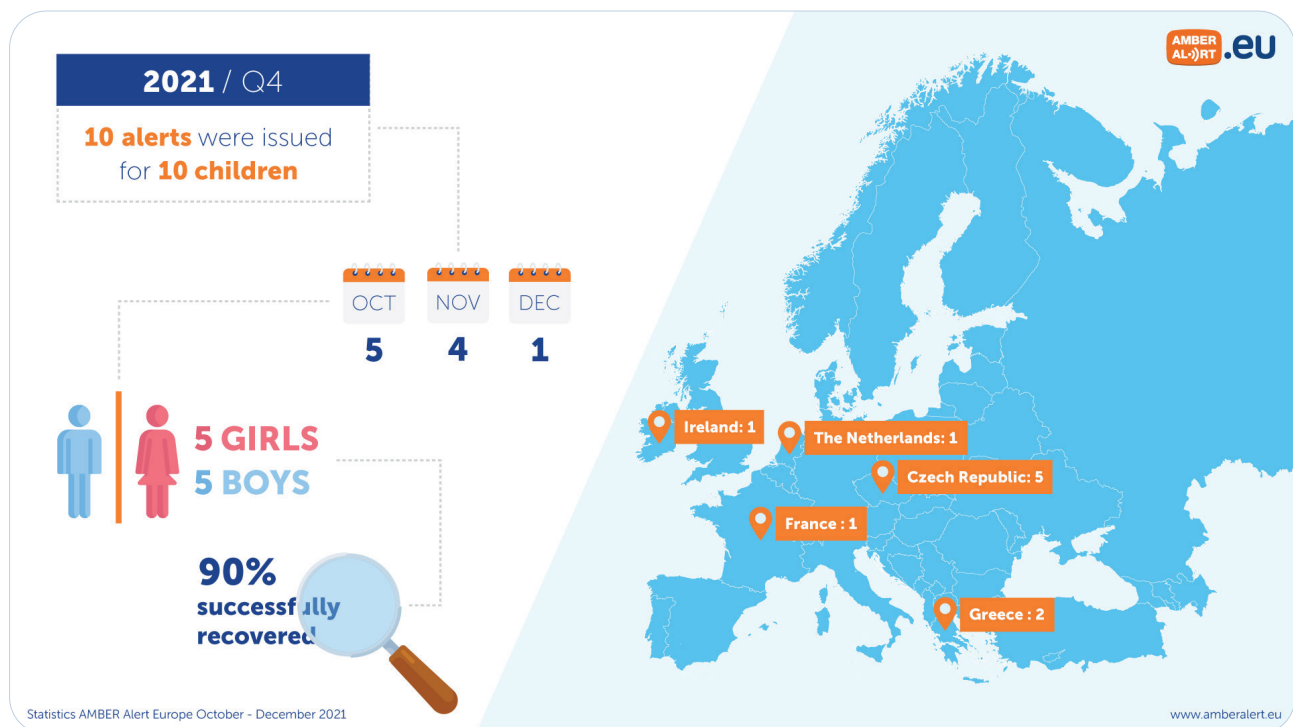 2021 / Q4
10 alerts were issued
for 10 children
OCT
NOV
DEC
5
4
1
5 GIRLS
5 BOYS
90%
successfully
recovered
AMBER
AL·))RT
.eu
Ireland: 1
The Netherlands: 1
Czech Republic: 5
France : 1
Greece : 2
Statistics AMBER Alert Europe October - December 2021
www.amberalert.eu